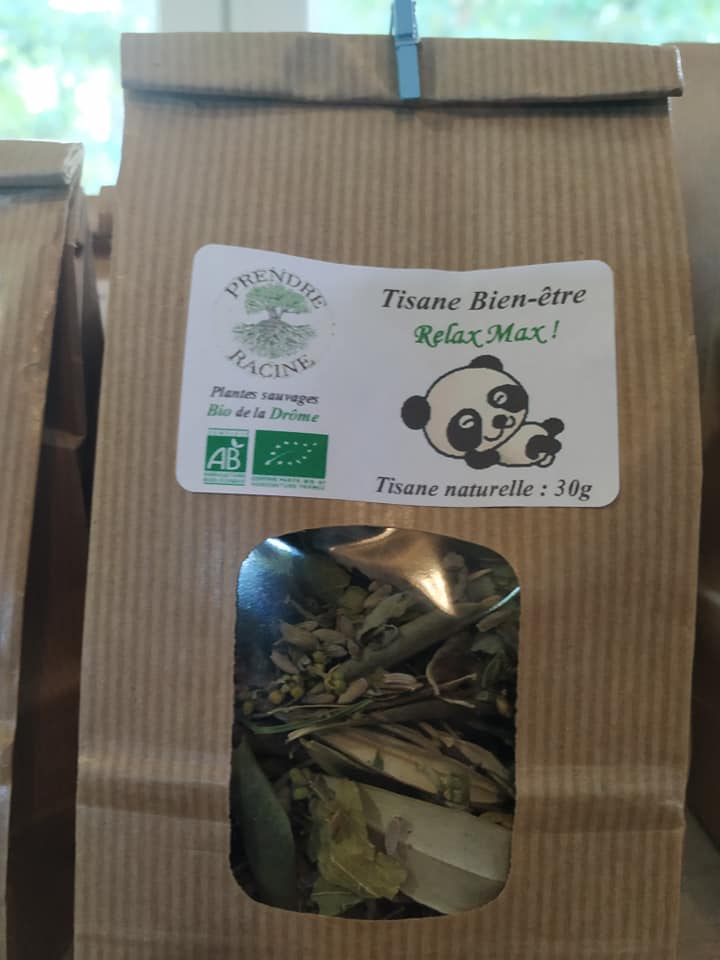 PRENDRE
RACINE
Plantes sauvages
Bio de la Drôme
AB
Tisane Bien-être
Relax Max !
Tisane naturelle : 30g